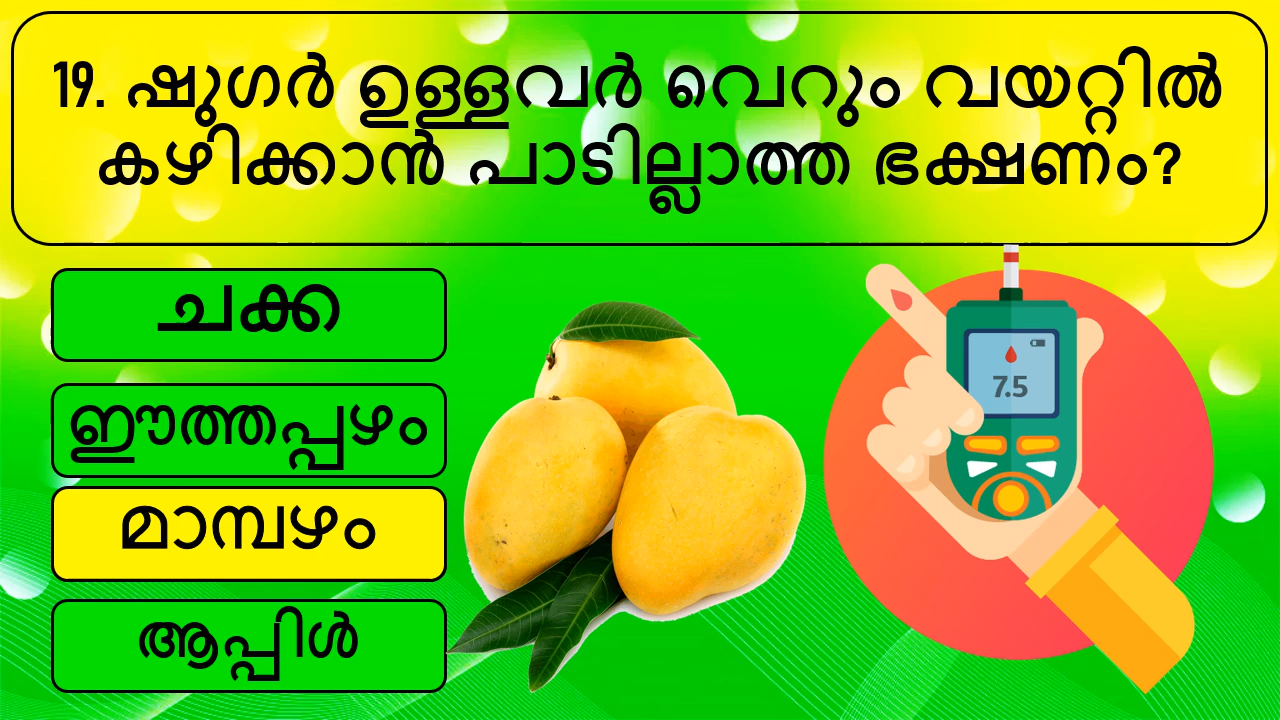 19. ഷുഗർ ഉള്ളവർ വെറും വയറ്റിൽ
കഴിക്കാൻ പാടില്ലാത്ത ഭക്ഷണം?
ചക്ക
ഈത്തപ്പഴം
മാമ്പഴം
ആപ്പിൾ
7.5